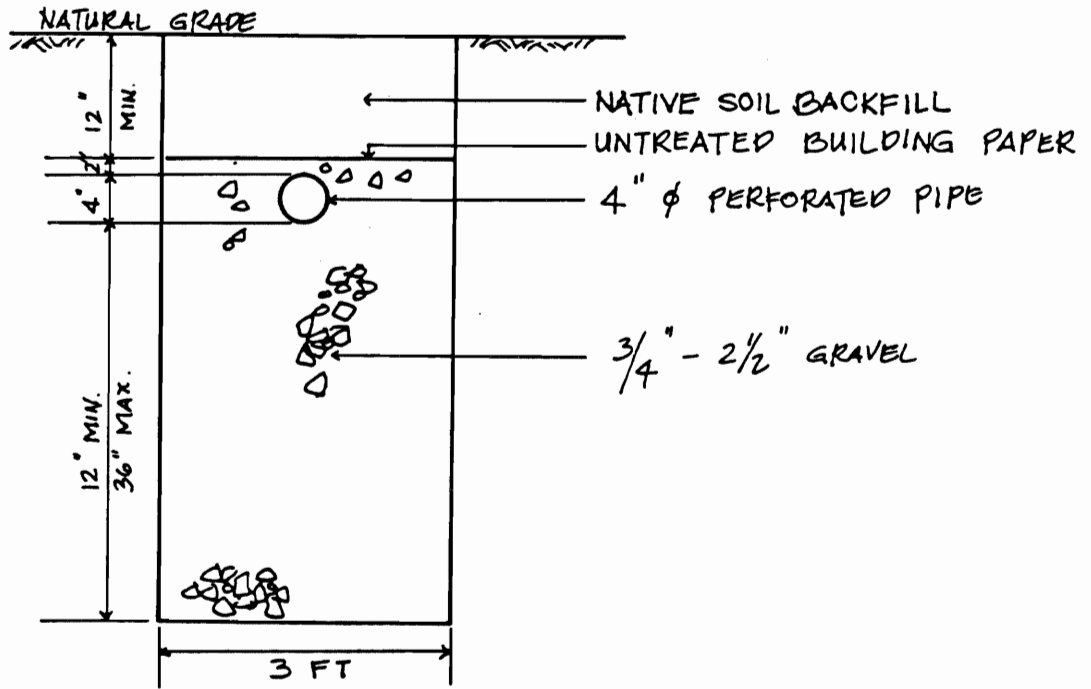 NATURAL GRADE
12" MIN.
2"
4"
12" MIN.
36" MAX.
NATIVE SOIL BACKFILL
UNTREATED BUILDING PAPER
4" ϕ PERFORATED PIPE
3/4" - 2 1/2" GRAVEL
3 FT